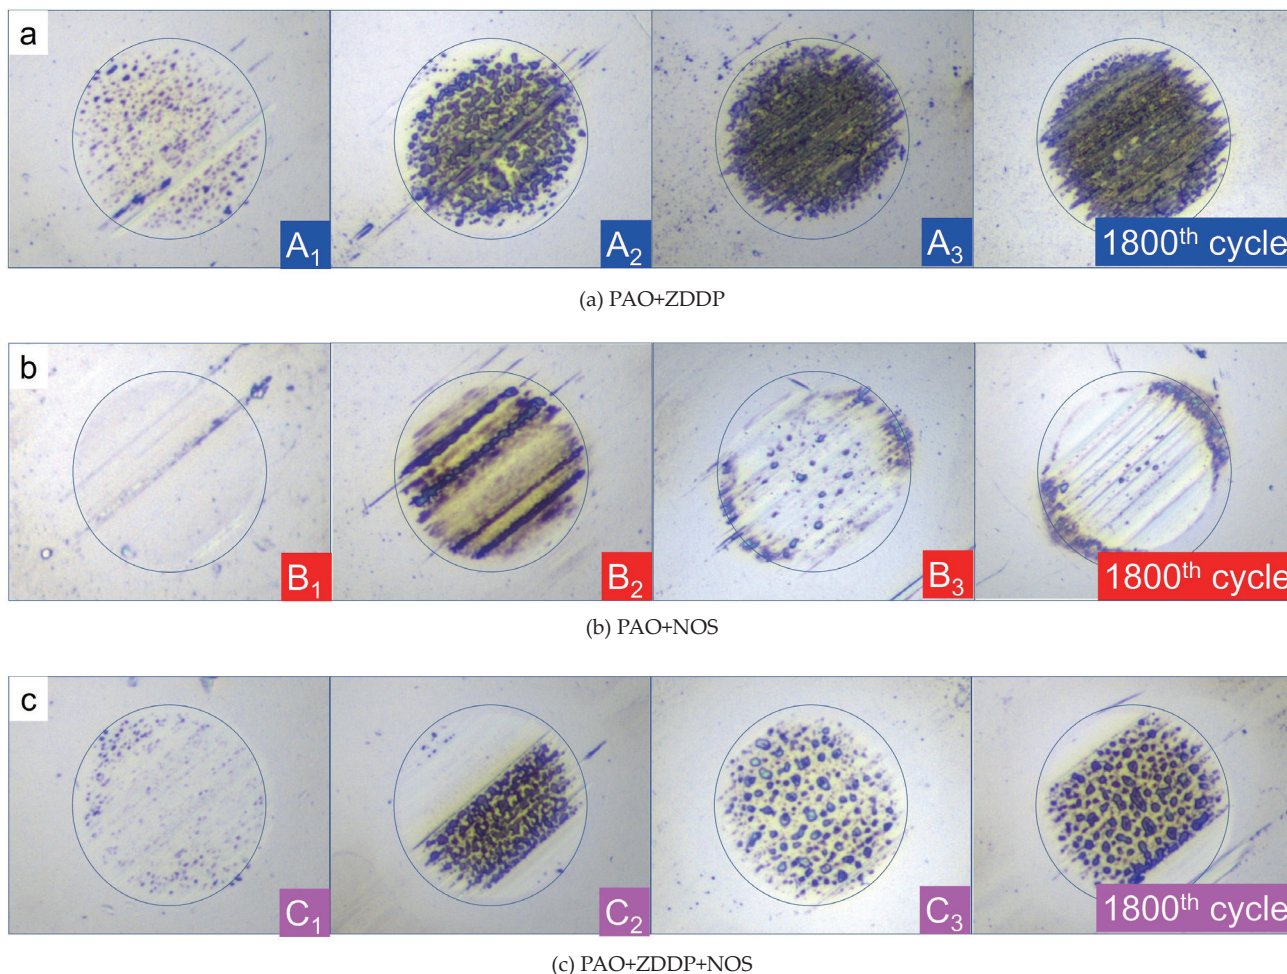 a
A₁
A₂
A₃
1800ᵗʰ cycle
(a) PAO+ZDDP
b
B₁
B₂
B₃
1800ᵗʰ cycle
(b) PAO+NOS
c
C₁
C₂
C₃
1800ᵗʰ cycle
(c) PAO+ZDDP+NOS